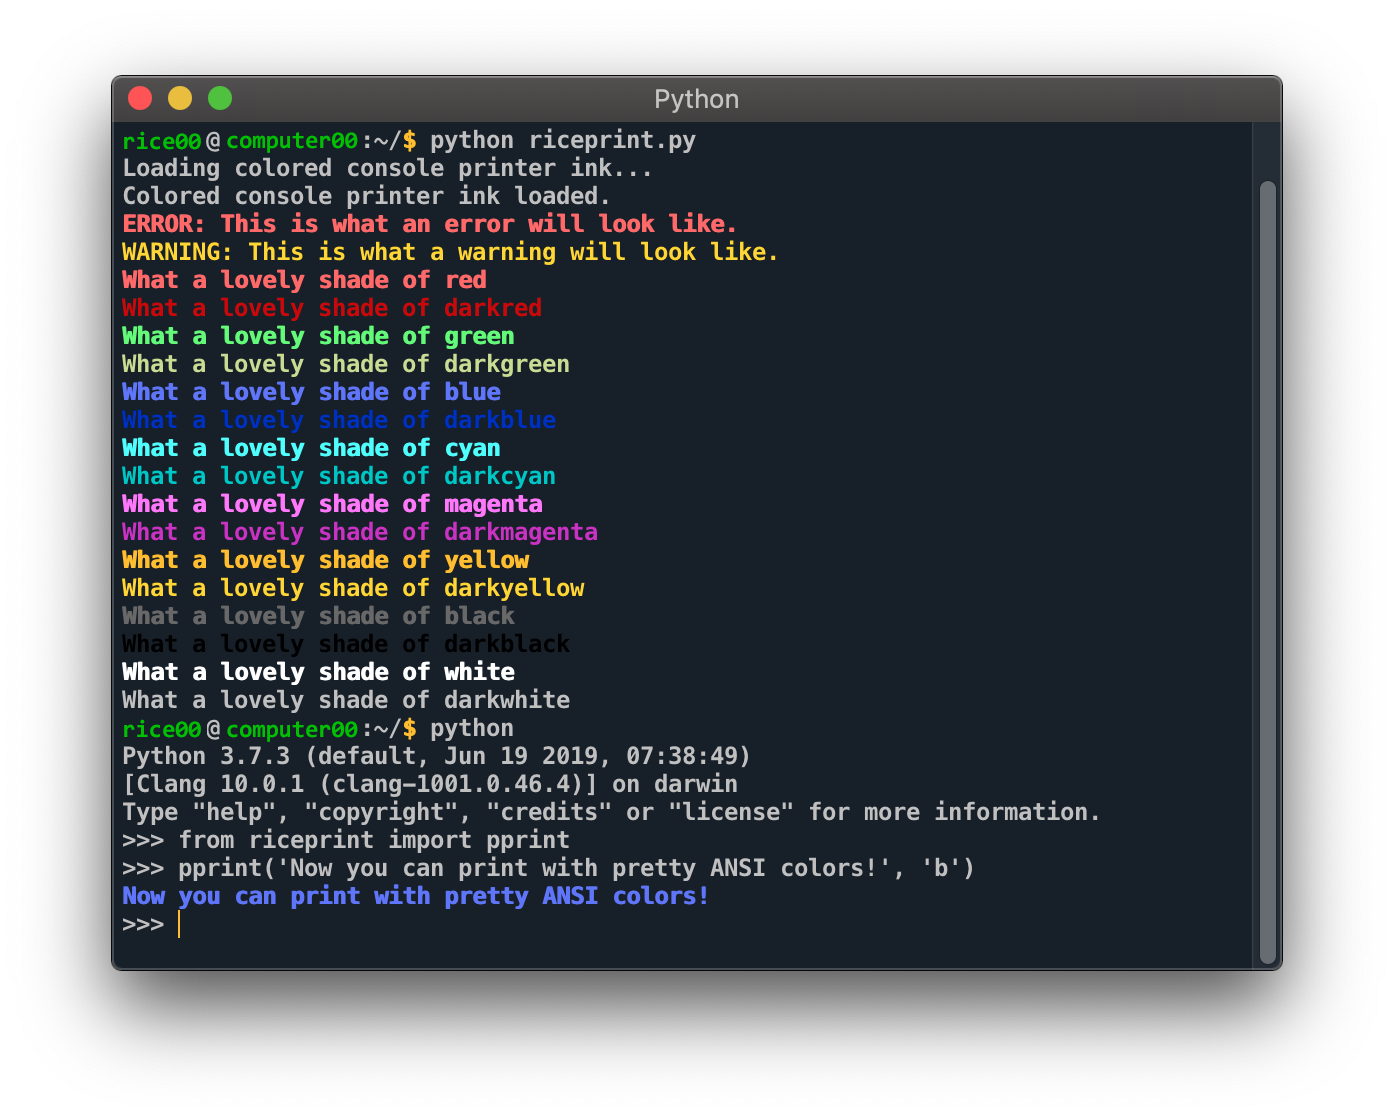 Python
rice00@computer00:~/$ python riceprint.py
Loading colored console printer ink...
Colored console printer ink loaded.
ERROR: This is what an error will look like.
WARNING: This is what a warning will look like.
What a lovely shade of red
What a lovely shade of darkred
What a lovely shade of green
What a lovely shade of darkgreen
What a lovely shade of blue
What a lovely shade of darkblue
What a lovely shade of cyan
What a lovely shade of darkcyan
What a lovely shade of magenta
What a lovely shade of darkmagenta
What a lovely shade of yellow
What a lovely shade of darkyellow
What a lovely shade of black
What a lovely shade of darkblack
What a lovely shade of white
What a lovely shade of darkwhite
rice00@computer00:~/$ python
Python 3.7.3 (default, Jun 19 2019, 07:38:49)
[Clang 10.0.1 (clang-1001.0.46.4)] on darwin
Type "help", "copyright", "credits" or "license" for more information.
>>> from riceprint import pprint
>>> pprint('Now you can print with pretty ANSI colors!', 'b')
Now you can print with pretty ANSI colors!
>>>